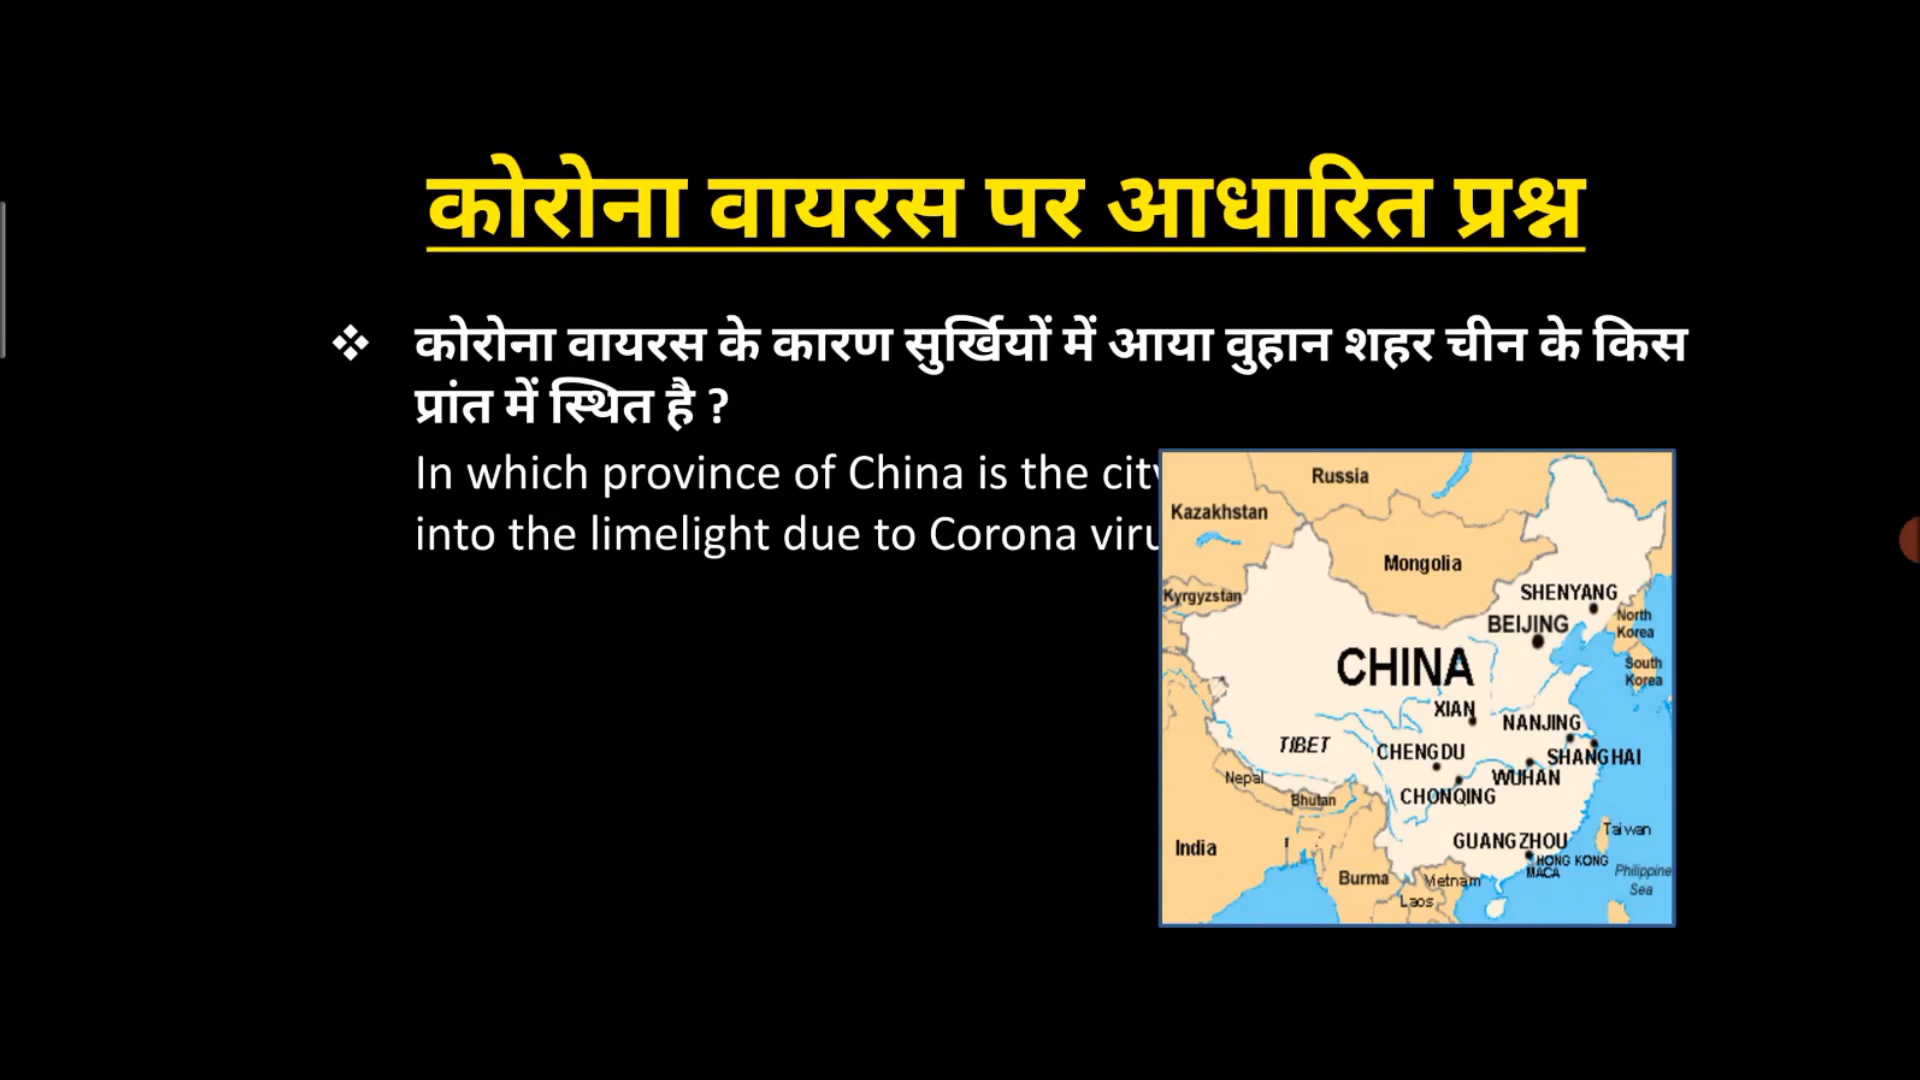 कोरोना वायरस पर आधारित प्रश्न
कोरोना वायरस के कारण सुर्खियों में आया वुहान शहर चीन के किस
प्रांत में स्थित है ?
In which province of China is the city
into the limelight due to Corona viru
Russia
Kazakhstan
Mongolia
Kyrgyzstan
SHENYANG
BEIJING
North
Korea
CHINA
South
Korea
XIAN
NANJING
TIBET
CHENGDU
SHANGHAI
Nepal
WUHAN
Bhutan
CHONQING
Taiwan
India
GUANGZHOU
HONG KONG
MACA
Philippine
Sea
Burma
Vietnam
Laos